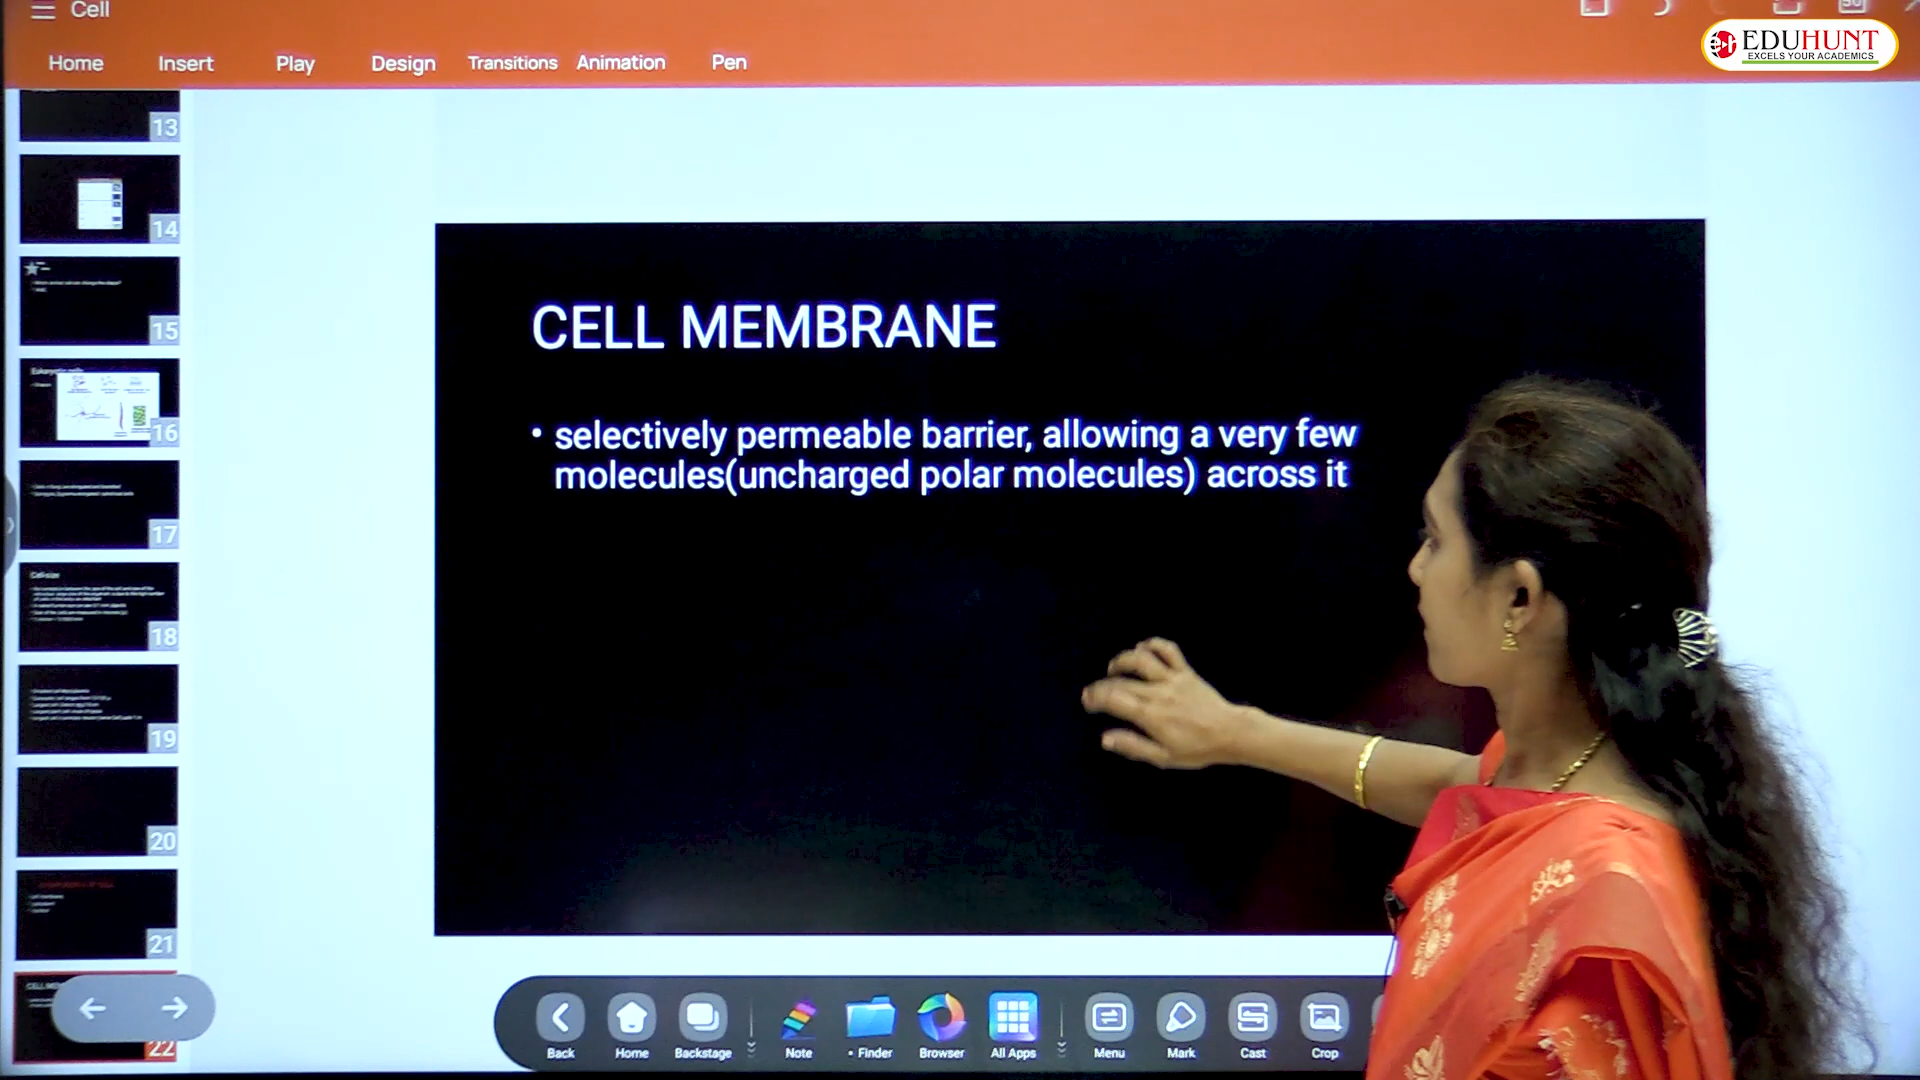 Cell
EDUHUNT
EXCELS YOUR ACADEMICS
Home Insert Play Design Transitions Animation Pen
13
14
15
16
17
Cell-size
18
19
20
21
22
CELL MEMBRANE
• selectively permeable barrier, allowing a very few
molecules(uncharged polar molecules) across it
Back Home Backstage Note • Finder Browser All Apps Menu Mark Cast Crop